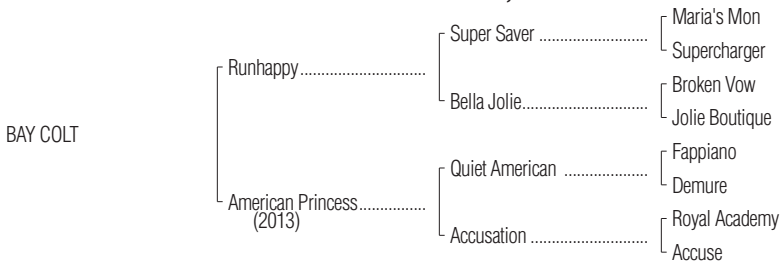 Maria's Mon
Super Saver ..............................
Supercharger
Runhappy...................................
Broken Vow
Bella Jolie..................................
Jolie Boutique
BAY COLT
Fappiano
Quiet American .......................
Demure
American Princess...................
(2013)
Royal Academy
Accusation ................................
Accuse